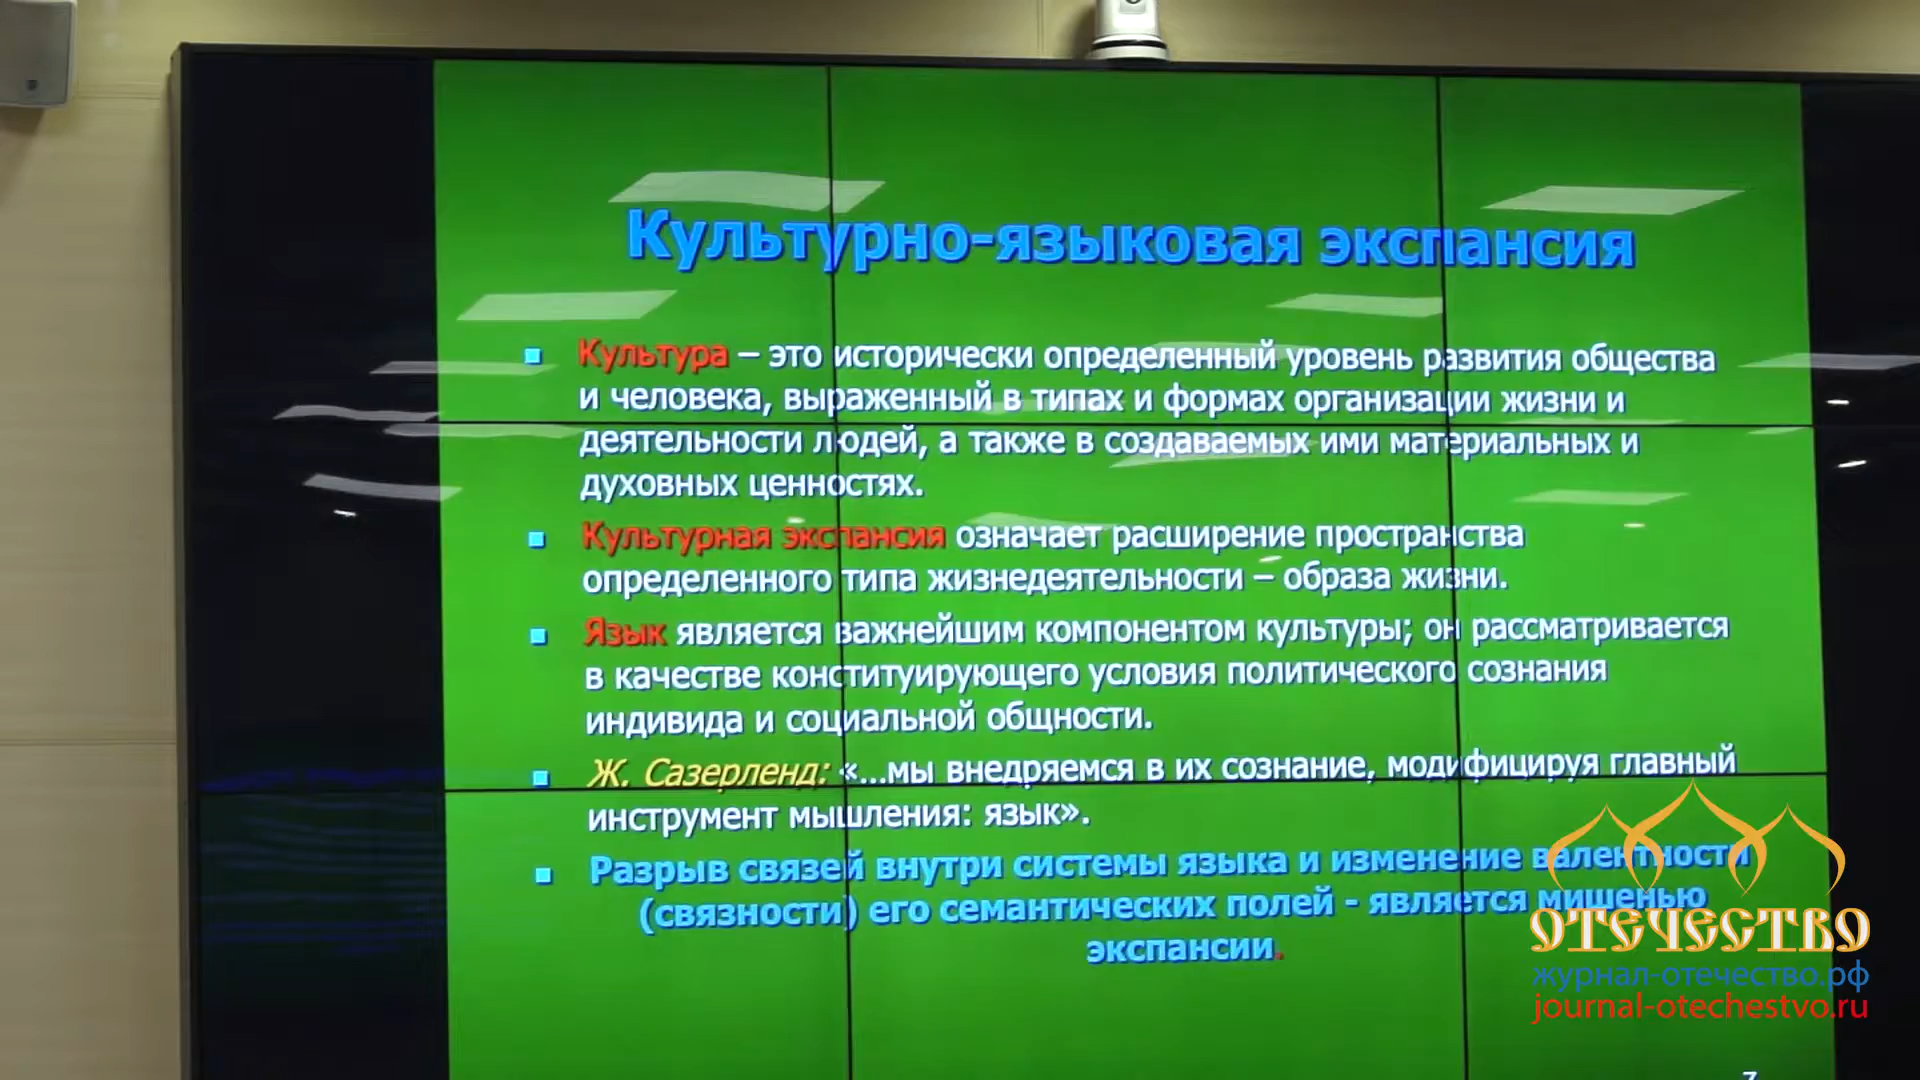 Культурно-языковая экспансия
Культура – это исторически определенный уровень развития общества
и человека, выраженный в типах и формах организации жизни и
деятельности людей, а также в создаваемых ими материальных и
духовных ценностях.
Культурная экспансия означает расширение пространства
определенного типа жизнедеятельности – образа жизни.
Язык является важнейшим компонентом культуры; он рассматривается
в качестве конституирующего условия политического сознания
индивида и социальной общности.
Ж. Сазерленд: «...мы внедряемся в их сознание, модифицируя главный
инструмент мышления: язык».
Разрыв связей внутри системы языка и изменение валентности
(связности) его семантических полей - является мишенью
экспансии.
ОТЕЧЕСТВО
журнал-отечество.рф
journal-otechestvo.ru